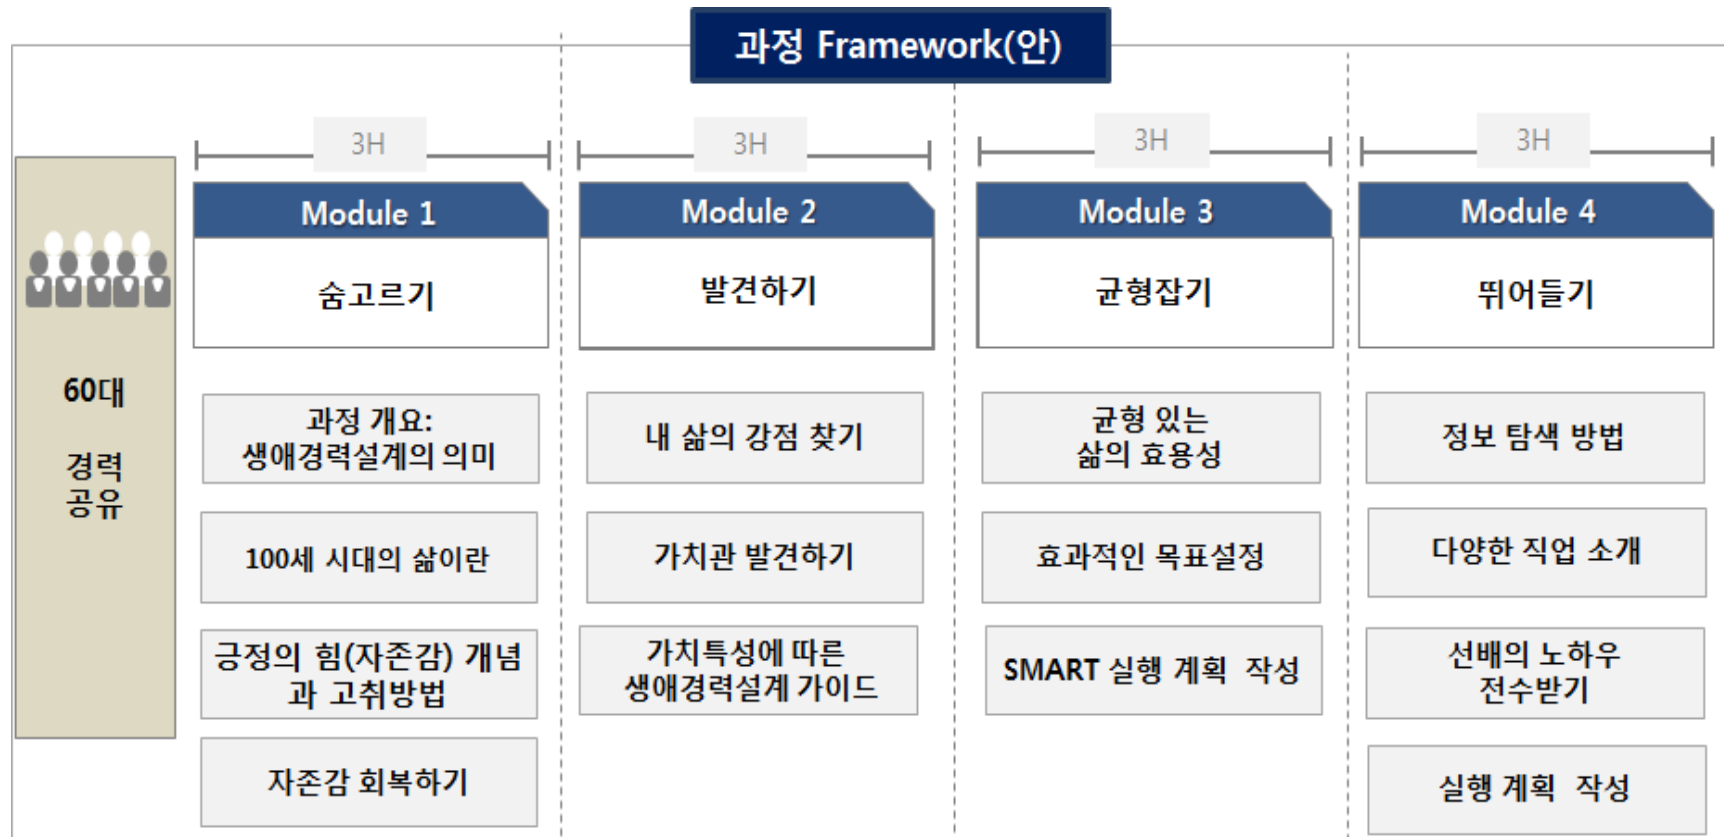 과정 Framework(안)
60대
경력
공유
3H
Module 1
숨고르기
과정 개요:
생애경력설계의 의미
100세 시대의 삶이란
긍정의 힘(자존감) 개념
과 고취방법
자존감 회복하기
3H
Module 2
발견하기
내 삶의 강점 찾기
가치관 발견하기
가치특성에 따른
생애경력설계 가이드
3H
Module 3
균형잡기
균형 있는
삶의 효용성
효과적인 목표설정
SMART 실행 계획 작성
3H
Module 4
뛰어들기
정보 탐색 방법
다양한 직업 소개
선배의 노하우
전수받기
실행 계획 작성